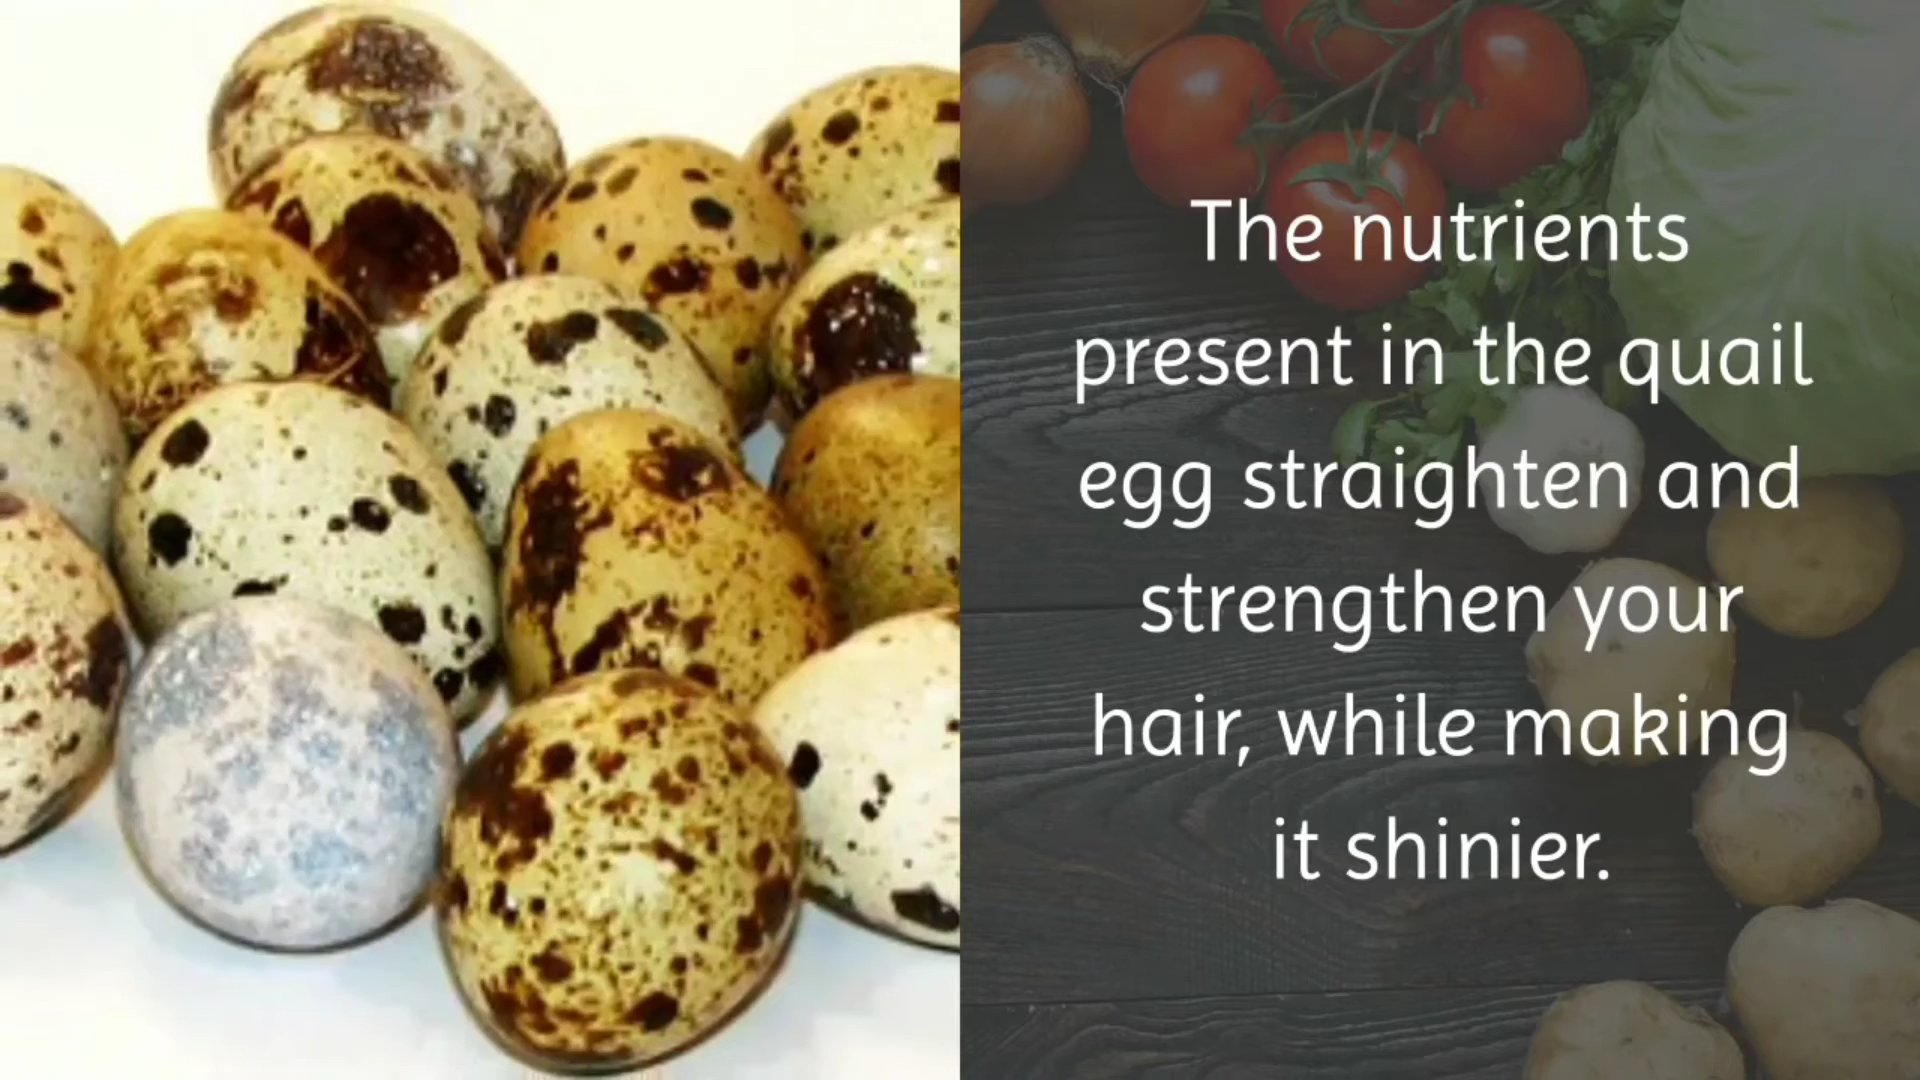 The nutrients
present in the quail
egg straighten and
strengthen your
hair, while making
it shinier.